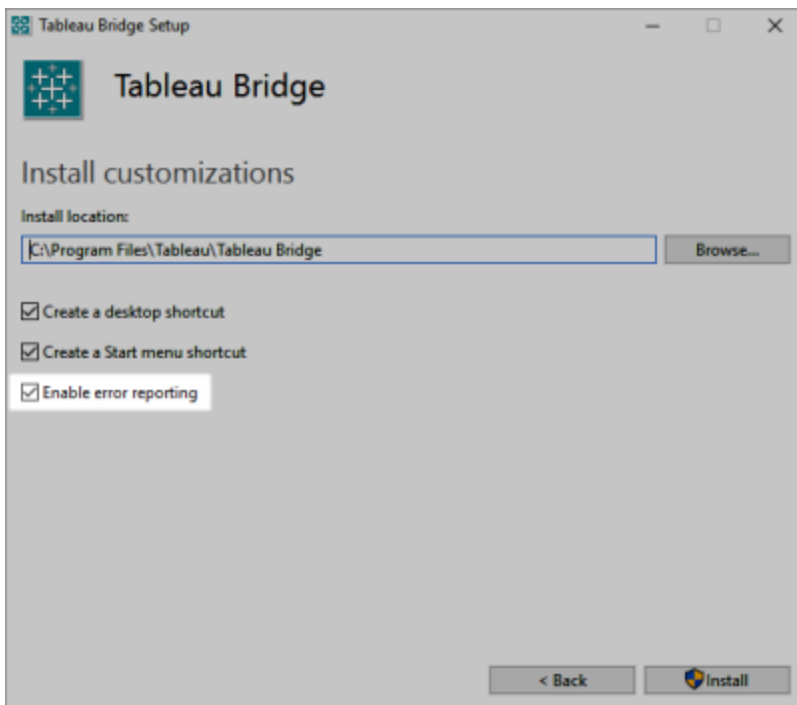 Tableau Bridge Setup
Tableau Bridge
Install customizations
Install location:
C:\Program Files\Tableau\Tableau Bridge
Browse...
Create a desktop shortcut
Create a Start menu shortcut
Enable error reporting
< Back
Install